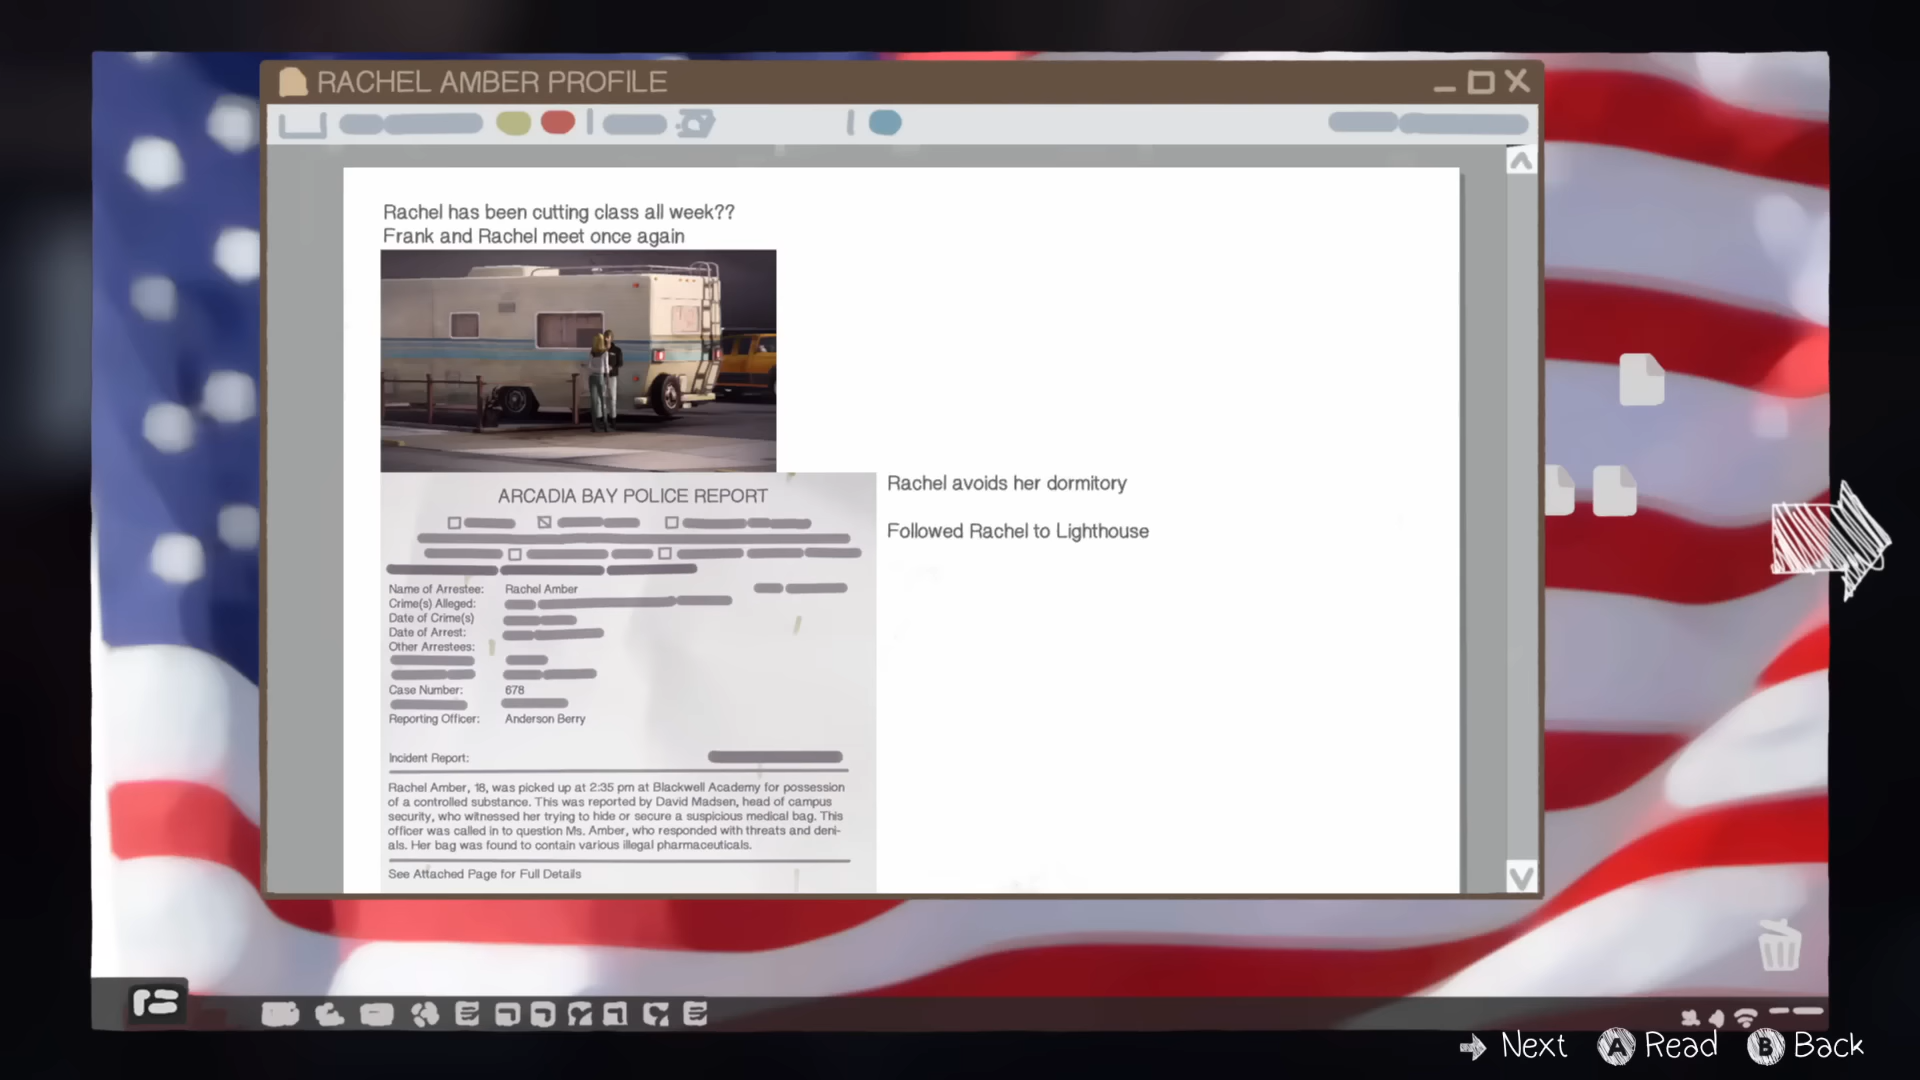 RACHEL AMBER PROFILE
Rachel has been cutting class all week??
Frank and Rachel meet once again
ARCADIA BAY POLICE REPORT
Name of Arrestee: Rachel Amber
Crime(s) Alleged:
Date of Crime(s)
Date of Arrest:
Other Arrestees:
Case Number: 678
Reporting Officer: Anderson Berry
Incident Report:
Rachel Amber, 18, was picked up at 2:35 pm at Blackwell Academy for possession
of a controlled substance. This was reported by David Madsen, head of campus
security, who witnessed her trying to hide or secure a suspicious medical bag. This
officer was called in to question Ms. Amber, who responded with threats and deni-
als. Her bag was found to contain various illegal pharmaceuticals.
See Attached Page for Full Details
Rachel avoids her dormitory
Followed Rachel to Lighthouse
Next A Read B Back